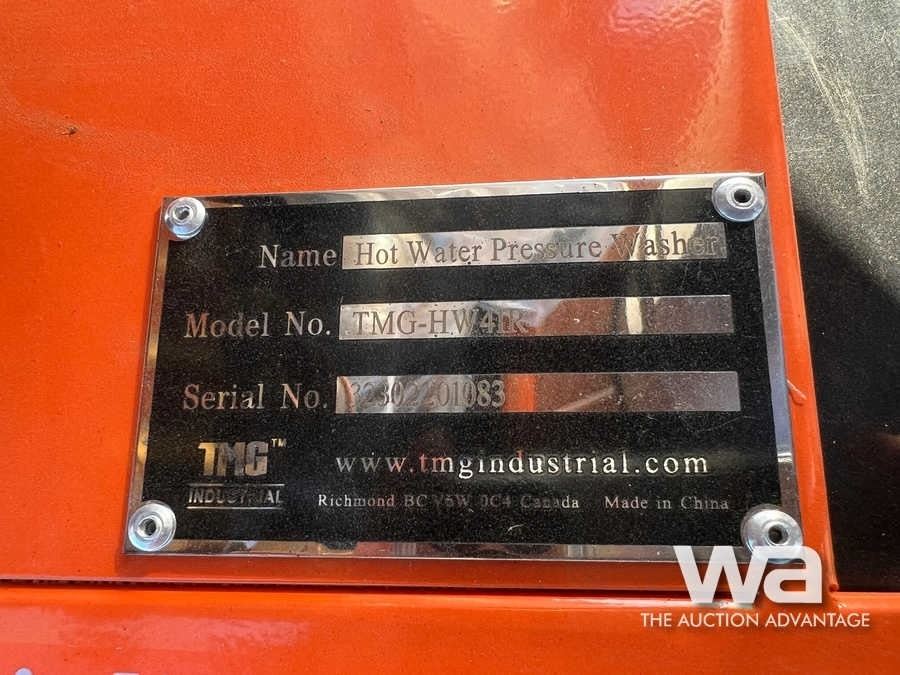 Name Hot Water Pressure Washer
Model No. TMG-HW41R
Serial No.
TMG™
INDUSTRIAL
www.tmgindustrial.com
Richmond BC V6W 0C4 Canada Made in China
wa
THE AUCTION ADVANTAGE